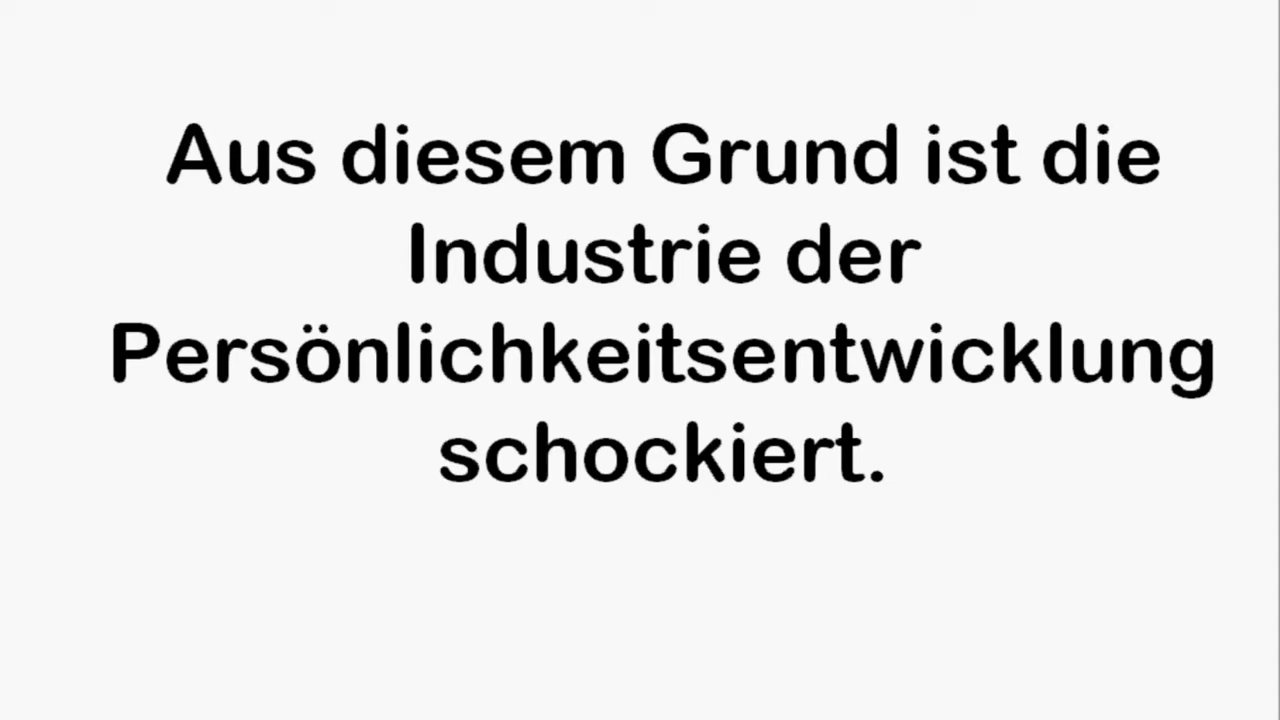 Aus diesem Grund ist die
Industrie der
Persönlichkeitsentwicklung
schockiert.